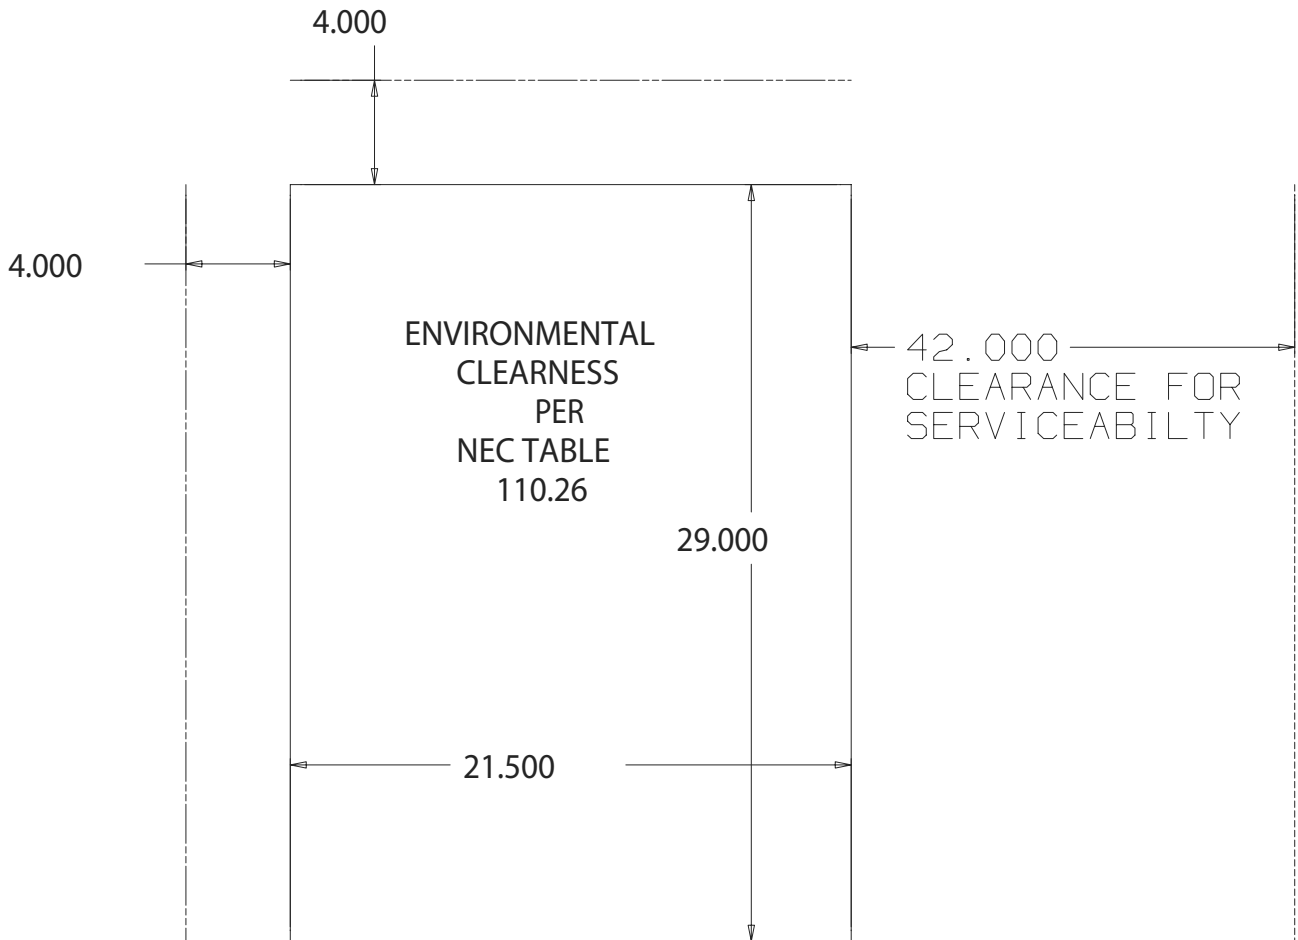 4.000
4.000
ENVIRONMENTAL
CLEARNESS
PER
NEC TABLE
110.26
42.000
CLEARANCE FOR
SERVICEABILTY
29.000
21.500